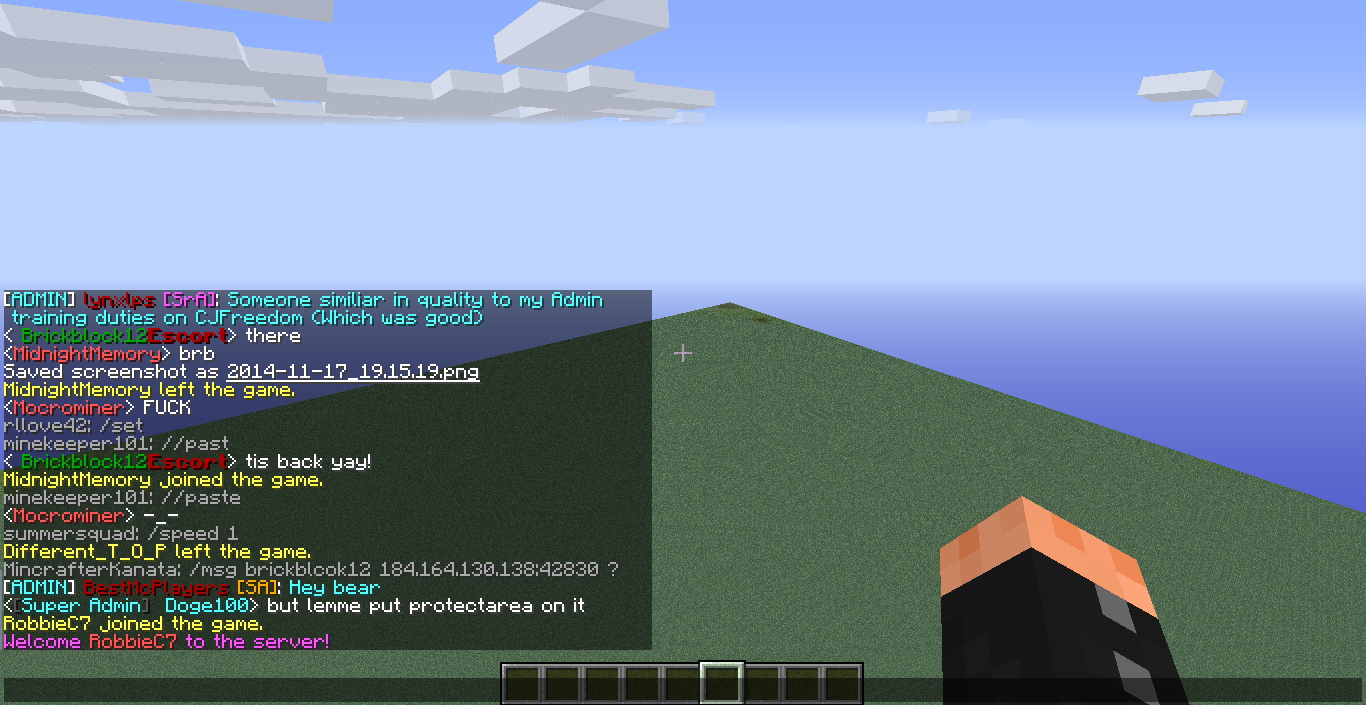 [ADMIN] lynxlps [SrA]: Someone similiar in quality to my Admin
training duties on CJFreedom (Which was good)
< Brickblock12Escort> there
<MidnightMemory> brb
Saved screenshot as 2014-11-17_19.15.19.png
MidnightMemory left the game.
<Mocrominer> FUCK
rllove42: /set
minekeeper101: //past
< Brickblock12Escort> tis back yay!
MidnightMemory joined the game.
minekeeper101: //paste
<Mocrominer> -_-
summersquad: /speed 1
Different_T_O_P left the game.
MincrafterKanata: /msg brickblcok12 184.164.130.138:42830 ?
[ADMIN] BestMcPlayers [SA]: Hey bear
<[Super Admin] Doge100> but lemme put protectarea on it
RobbieC7 joined the game.
Welcome RobbieC7 to the server!